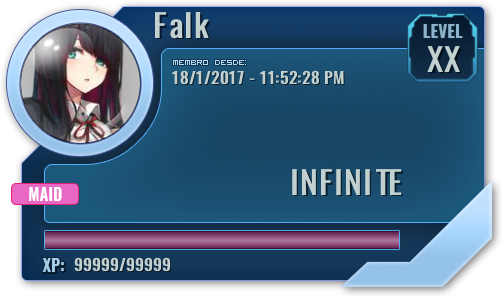 Falk
LEVEL
XX
MEMBRO DESDE:
18/1/2017 - 11:52:28 PM
INFINITE
MAID
XP: 99999/99999